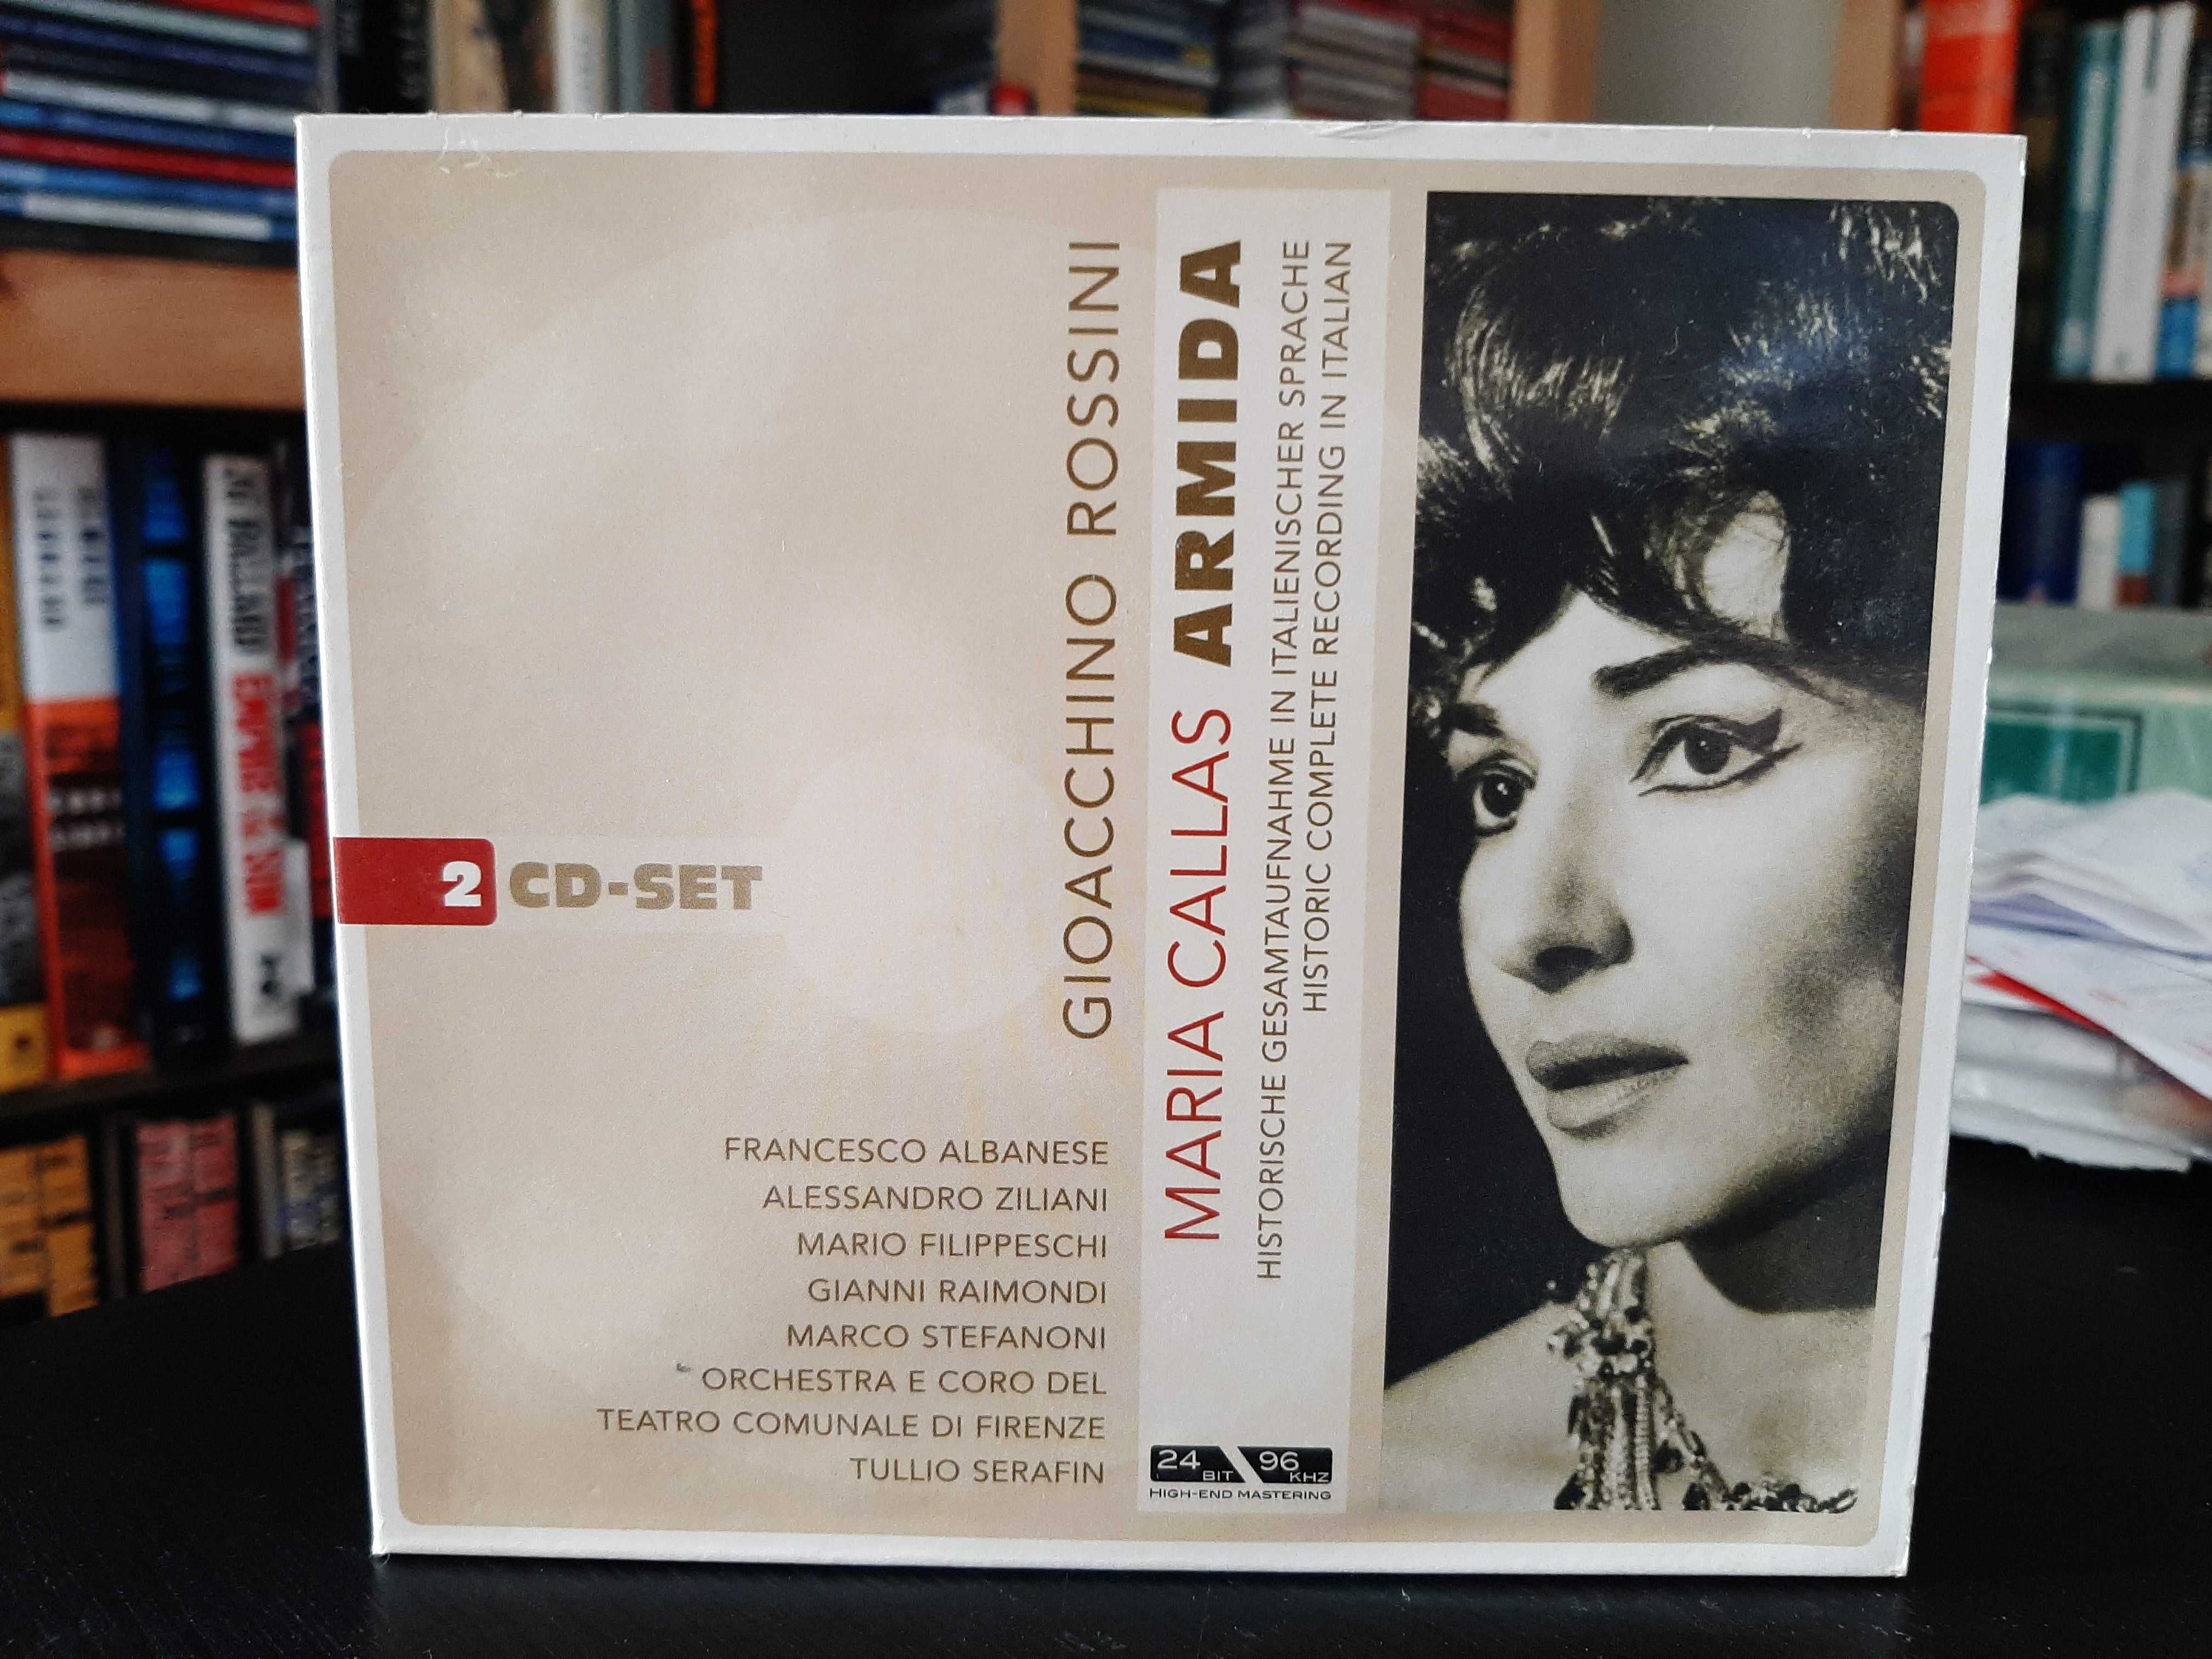 GIOACCHINO ROSSINI
MARIA CALLAS ARMIDA
HISTORISCHE GESAMTAUFNAHME IN ITALIENISCHER SPRACHE
HISTORIC COMPLETE RECORDING IN ITALIAN
2 CD-SET
FRANCESCO ALBANESE
ALESSANDRO ZILIANI
MARIO FILIPPESCHI
GIANNI RAIMONDI
MARCO STEFANONI
ORCHESTRA E CORO DEL
TEATRO COMUNALE DI FIRENZE
TULLIO SERAFIN
24 BIT 96 KHZ
HIGH-END MASTERING